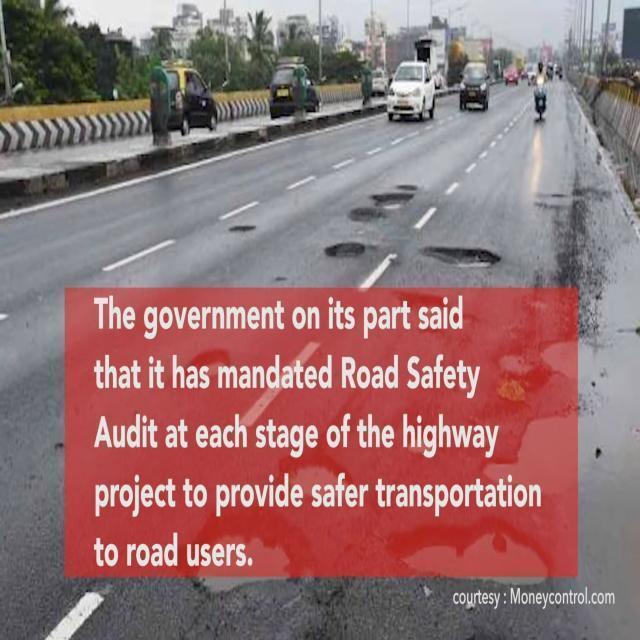 The government on its part said
that it has mandated Road Safety
Audit at each stage of the highway
project to provide safer transportation
to road users.
courtesy : Moneycontrol.com